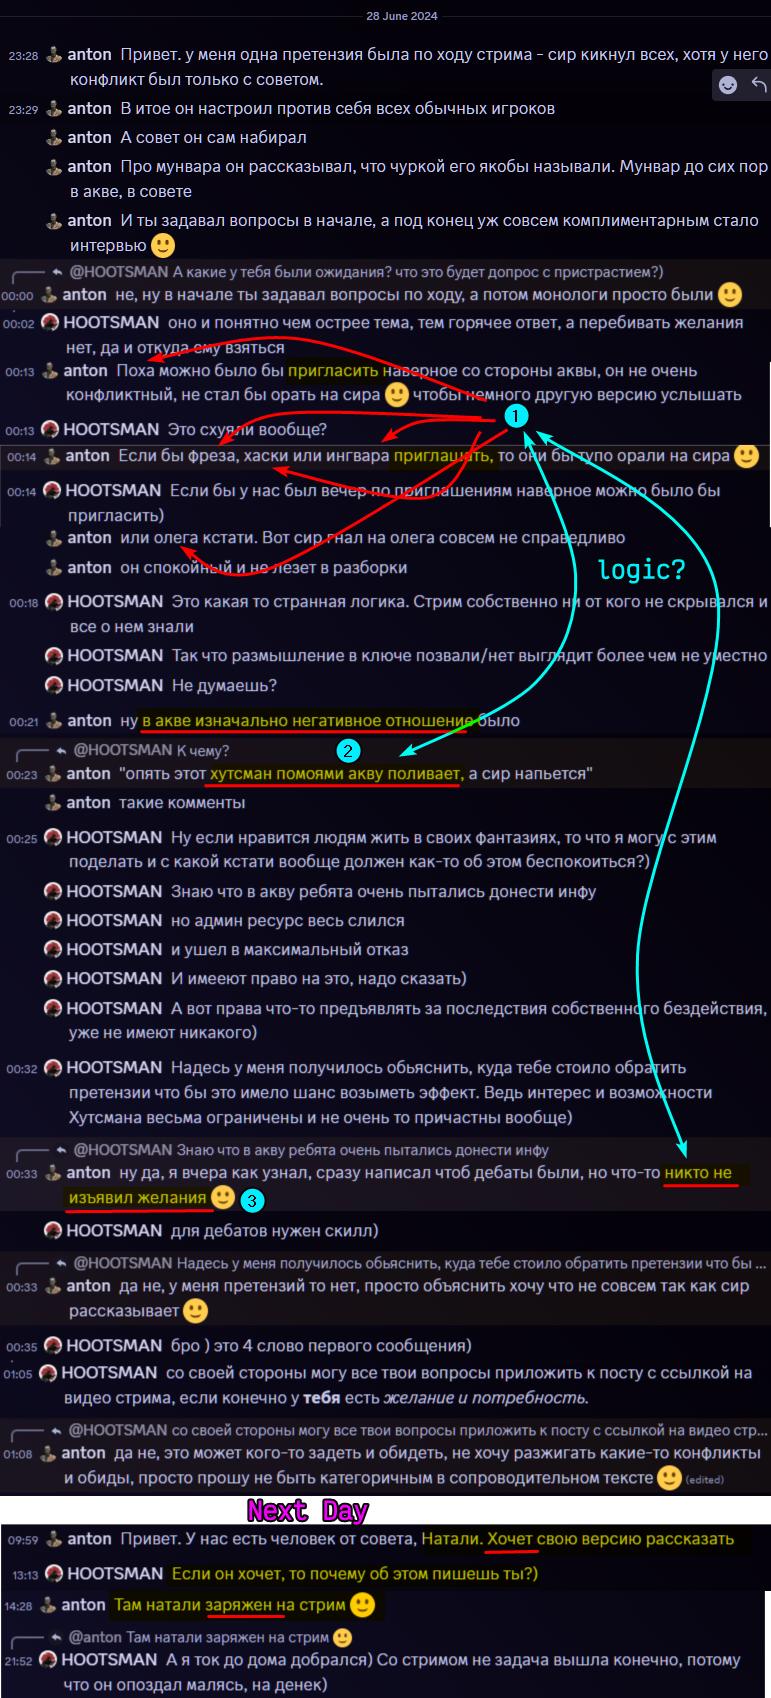 28 June 2024
23:28 anton Привет. у меня одна претензия была по ходу стрима - сир кикнул всех, хотя у него
конфликт был только с советом.
23:29 anton В итое он настроил против себя всех обычных игроков
anton А совет он сам набирал
anton Про мунвара он рассказывал, что чуркой его якобы называли. Мунвар до сих пор
в акве, в совете
anton И ты задавал вопросы в начале, а под конец уж совсем комплиментарным стало
интервью 🙂
@HOOTSMAN А какие у тебя были ожидания? что это будет допрос с пристрастием?)
00:00 anton не, ну в начале ты задавал вопросы по ходу, а потом монологи просто были 🙂
00:02 HOOTSMAN оно и понятно чем острее тема, тем горячее ответ, а перебивать желания
нет, да и откуда ему взяться
00:13 anton Поха можно было бы пригласить наверное со стороны аквы, он не очень
конфликтный, не стал бы орать на сира 🙂 чтобы немного другую версию услышать
1
00:13 HOOTSMAN Это схуяли вообще?
00:14 anton Если бы фреза, хаски или ингвара приглашать, то они бы тупо орали на сира 🙂
00:14 HOOTSMAN Если бы у нас был вечер по приглашениям наверное можно было бы
пригласить)
anton или олега кстати. Вот сир гнал на олега совсем не справедливо
anton он спокойный и не лезет в разборки
logic?
00:18 HOOTSMAN Это какая то странная логика. Стрим собственно ни от кого не скрывался и
все о нем знали
HOOTSMAN Так что размышление в ключе позвали/нет выглядит более чем не уместно
HOOTSMAN Не думаешь?
00:21 anton ну в акве изначально негативное отношение было
@HOOTSMAN К чему? 2
00:23 anton "опять этот хутсман помоями акву поливает, а сир напьется"
anton такие комменты
00:25 HOOTSMAN Ну если нравится людям жить в своих фантазиях, то что я могу с этим
поделать и с какой кстати вообще должен как-то об этом беспокоиться?)
HOOTSMAN Знаю что в акву ребята очень пытались донести инфу
HOOTSMAN но админ ресурс весь слился
HOOTSMAN и ушел в максимальный отказ
HOOTSMAN И имееют право на это, надо сказать)
HOOTSMAN А вот права что-то предъявлять за последствия собственного бездействия,
уже не имеют никакого)
00:32 HOOTSMAN Надесь у меня получилось обьяснить, куда тебе стоило обратить
претензии что бы это имело шанс возыметь эффект. Ведь интерес и возможности
Хутсмана весьма ограничены и не очень то причастны вообще)
@HOOTSMAN Знаю что в акву ребята очень пытались донести инфу
00:33 anton ну да, я вчера как узнал, сразу написал чтоб дебаты были, но что-то никто не
изъявил желания 🙂 3
HOOTSMAN для дебатов нужен скилл)
@HOOTSMAN Надесь у меня получилось обьяснить, куда тебе стоило обратить претензии что бы ...
00:33 anton да не, у меня претензий то нет, просто объяснить хочу что не совсем так как сир
рассказывает 🙂
00:35 HOOTSMAN бро ) это 4 слово первого сообщения)
01:05 HOOTSMAN со своей стороны могу все твои вопросы приложить к посту с ссылкой на
видео стрима, если конечно у тебя есть желание и потребность.
@HOOTSMAN со своей стороны могу все твои вопросы приложить к посту с ссылкой на видео стр...
01:08 anton да не, это может кого-то задеть и обидеть, не хочу разжигать какие-то конфликты
и обиды, просто прошу не быть категоричным в сопроводительном тексте 🙂 (edited)
Next Day
09:59 anton Привет. У нас есть человек от совета, Натали. Хочет свою версию рассказать
13:13 HOOTSMAN Если он хочет, то почему об этом пишешь ты?)
14:28 anton Там натали заряжен на стрим 🙂
@anton Там натали заряжен на стрим 🙂
21:52 HOOTSMAN А я ток до дома добрался) Со стримом не задача вышла конечно, потому
что он опоздал малясь, на денек)